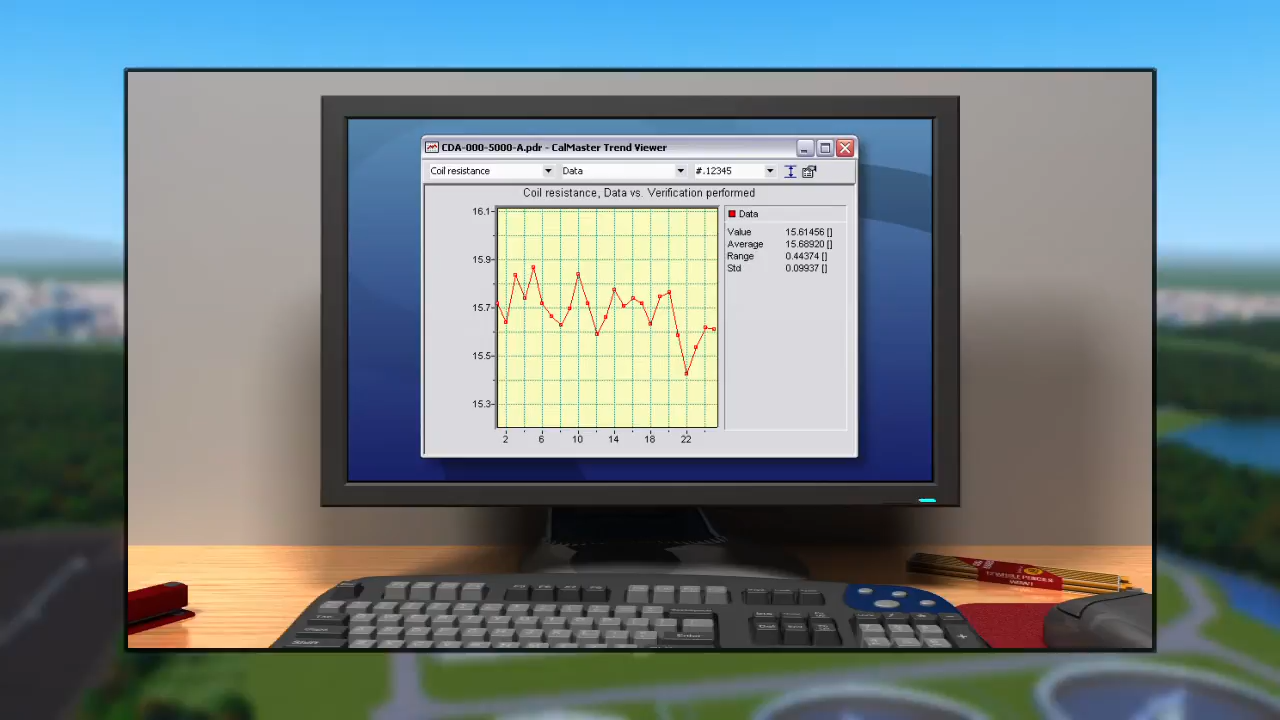 CDA-000-5000-A.pdr - CalMaster Trend Viewer
Coil resistance Data #.12345
Coil resistance, Data vs. Verification performed
16.1
15.9
15.7
15.5
15.3
2 6 10 14 18 22
Data
Value 15.61456 []
Average 15.68920 []
Range 0.44374 []
Std 0.09937 []
Enter